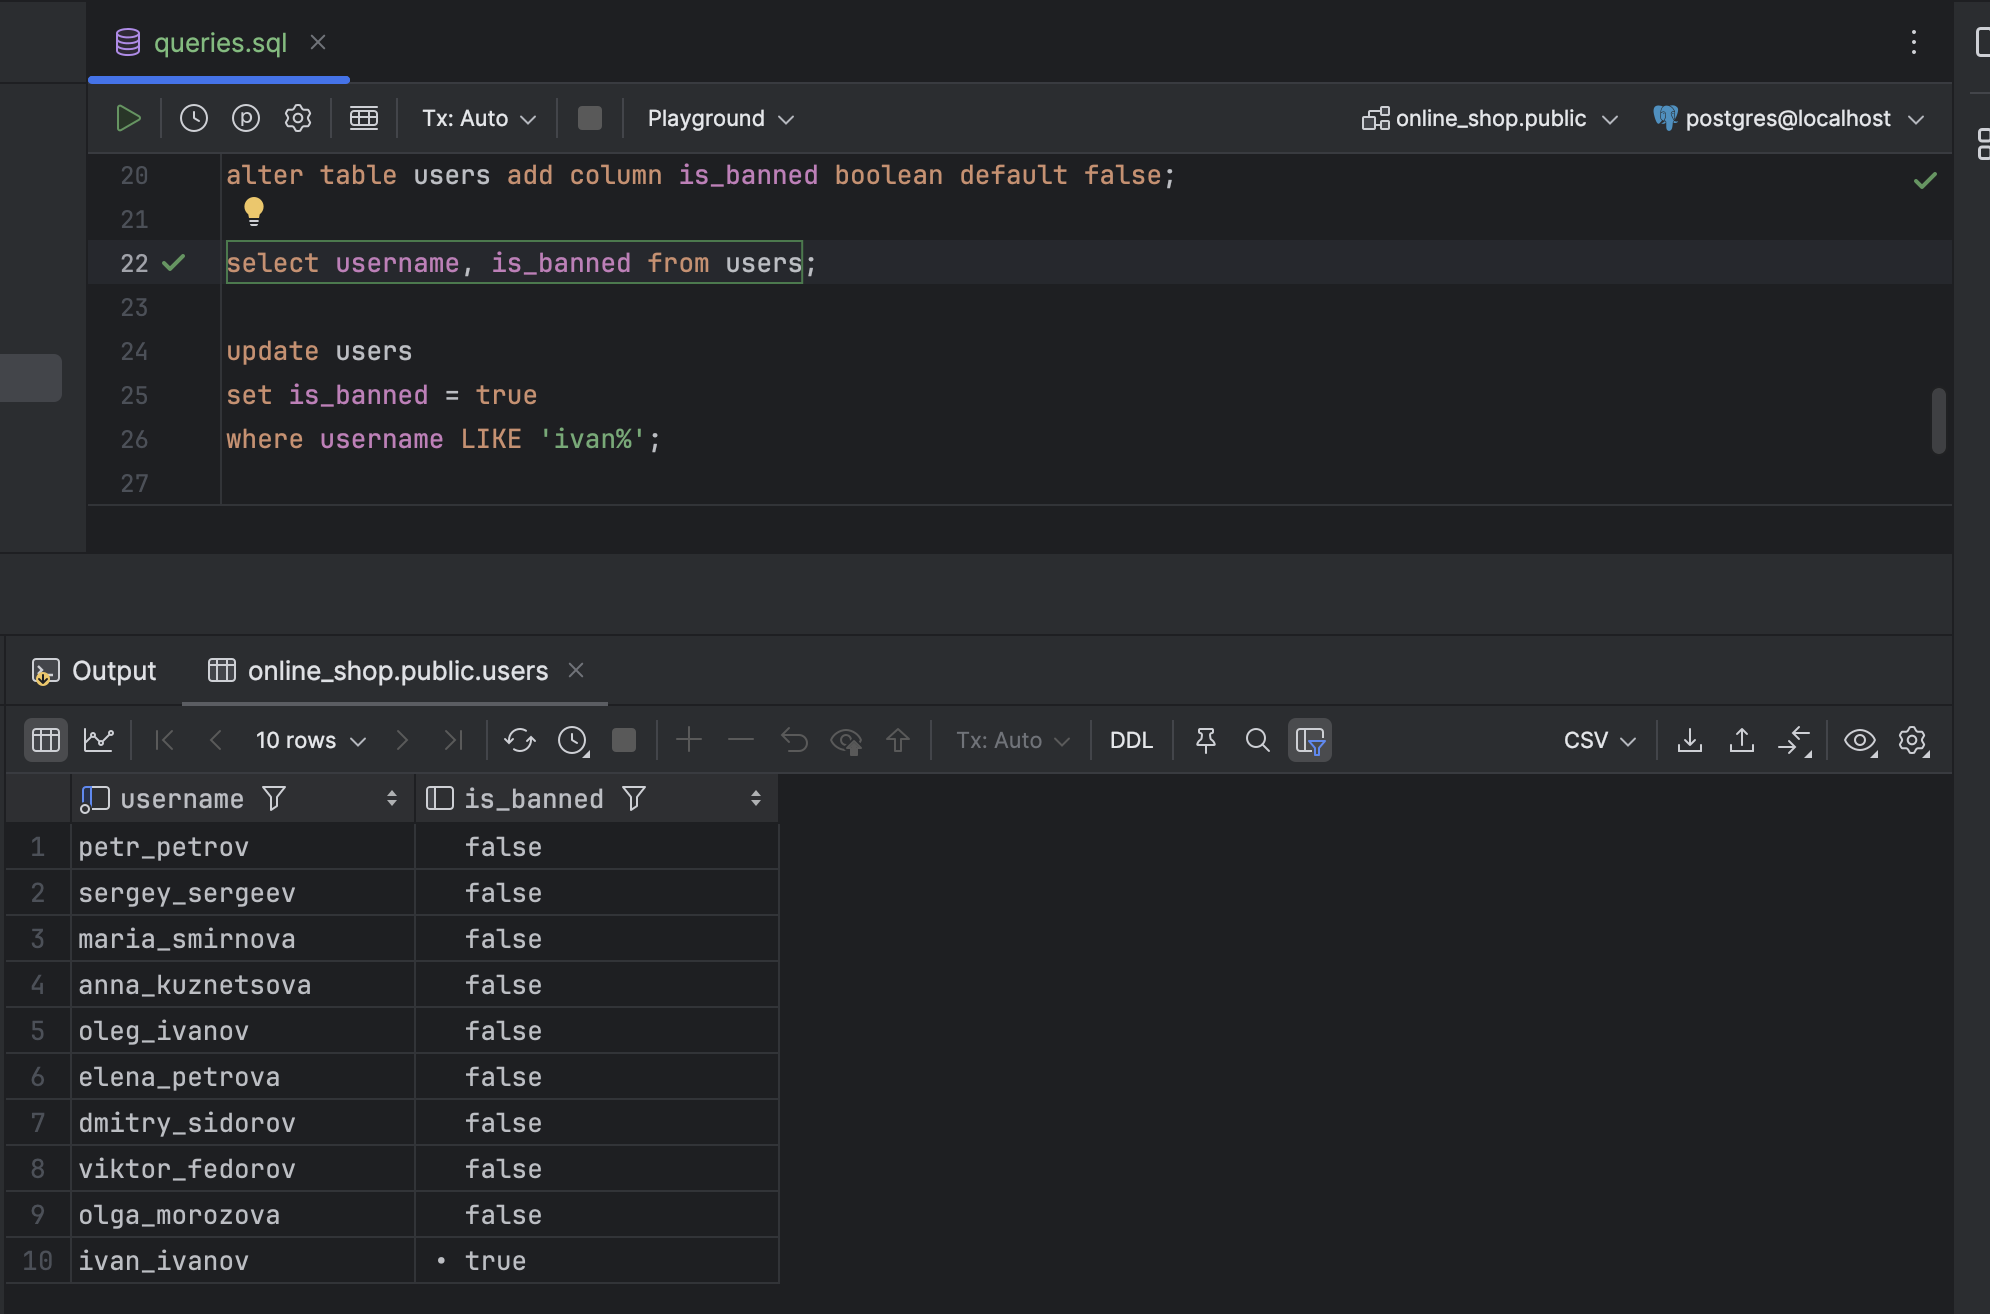 queries.sql
Tx: Auto Playground online_shop.public postgres@localhost
20 alter table users add column is_banned boolean default false;
21
22 select username, is_banned from users;
23
24 update users
25 set is_banned = true
26 where username LIKE 'ivan%';
27
Output online_shop.public.users
10 rows Tx: Auto DDL CSV
username is_banned
1 petr_petrov false
2 sergey_sergeev false
3 maria_smirnova false
4 anna_kuznetsova false
5 oleg_ivanov false
6 elena_petrova false
7 dmitry_sidorov false
8 viktor_fedorov false
9 olga_morozova false
10 ivan_ivanov • true